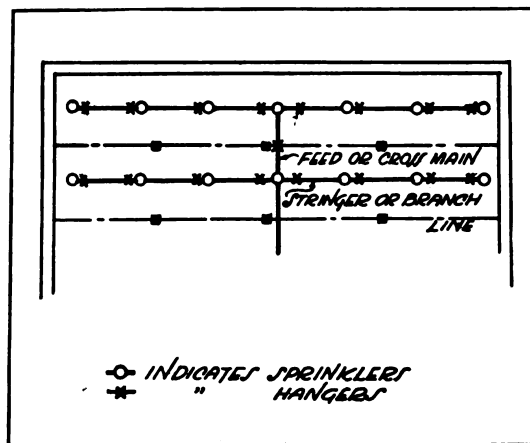 FEED OR CROSS MAIN
STRINGER OR BRANCH
LINE
INDICATES SPRINKLERS
" HANGERS